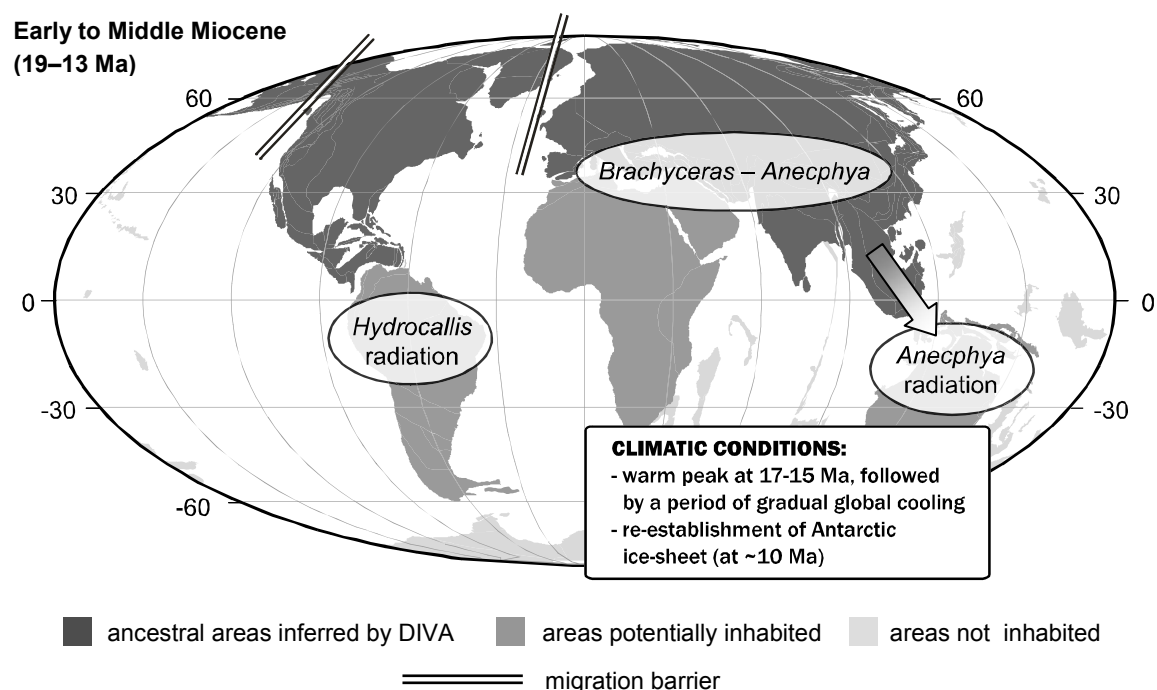 Early to Middle Miocene
(19–13 Ma)
60
60
30
30
0
0
-30
-30
-60
Brachyceras – Anecphya
Hydrocallis
radiation
Anecphya
radiation
CLIMATIC CONDITIONS:
- warm peak at 17-15 Ma, followed
by a period of gradual global cooling
- re-establishment of Antarctic
ice-sheet (at ~10 Ma)
ancestral areas inferred by DIVA
areas potentially inhabited
areas not inhabited
migration barrier